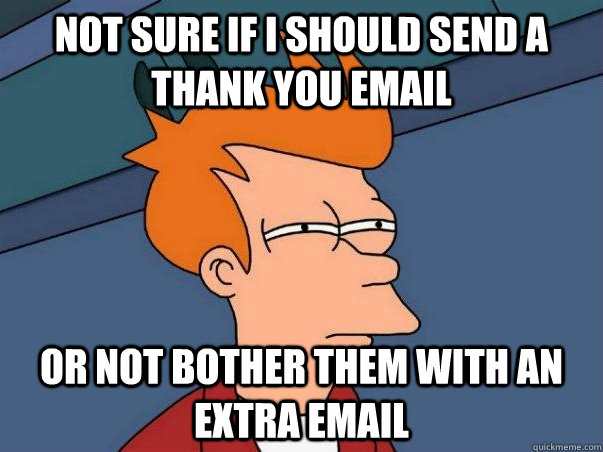 NOT SURE IF I SHOULD SEND A
THANK YOU EMAIL
OR NOT BOTHER THEM WITH AN
EXTRA EMAIL
quickmeme.com